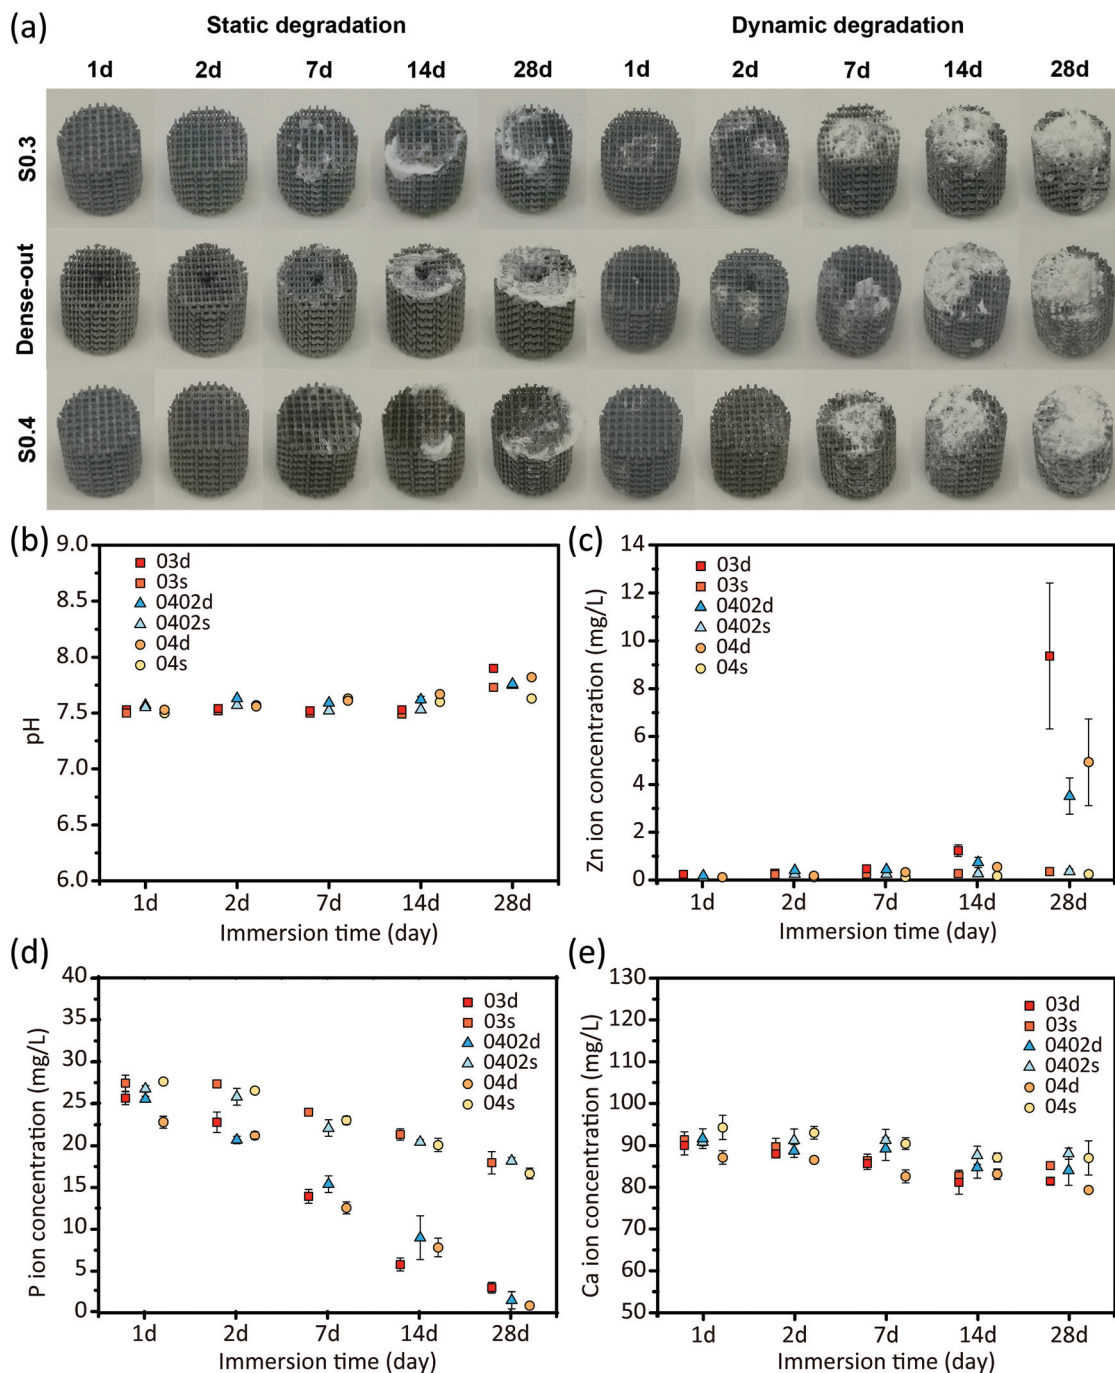 (a)
Static degradation Dynamic degradation
1d 2d 7d 14d 28d 1d 2d 7d 14d 28d
S0.3
Dense-out
S0.4
(b)
9.0
8.5
8.0
7.5
7.0
6.5
6.0
pH
03d
03s
0402d
0402s
04d
04s
1d 2d 7d 14d 28d
Immersion time (day)
(c)
14
12
10
8
6
4
2
0
Zn ion concentration (mg/L)
03d
03s
0402d
0402s
04d
04s
1d 2d 7d 14d 28d
Immersion time (day)
(d)
40
35
30
25
20
15
10
5
0
P ion concentration (mg/L)
03d
03s
0402d
0402s
04d
04s
1d 2d 7d 14d 28d
Immersion time (day)
(e)
130
120
110
100
90
80
70
60
50
Ca ion concentration (mg/L)
03d
03s
0402d
0402s
04d
04s
1d 2d 7d 14d 28d
Immersion time (day)